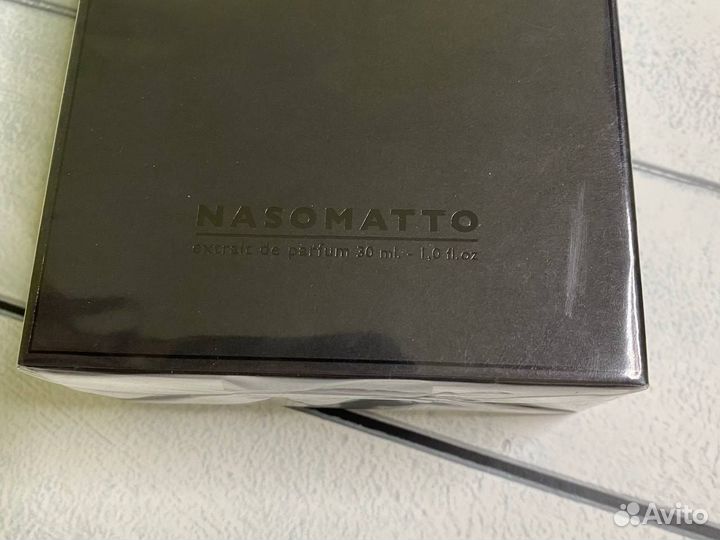 NASOMATTO
extrait de parfum 30 ml. - 1,0 fl.oz
Avito